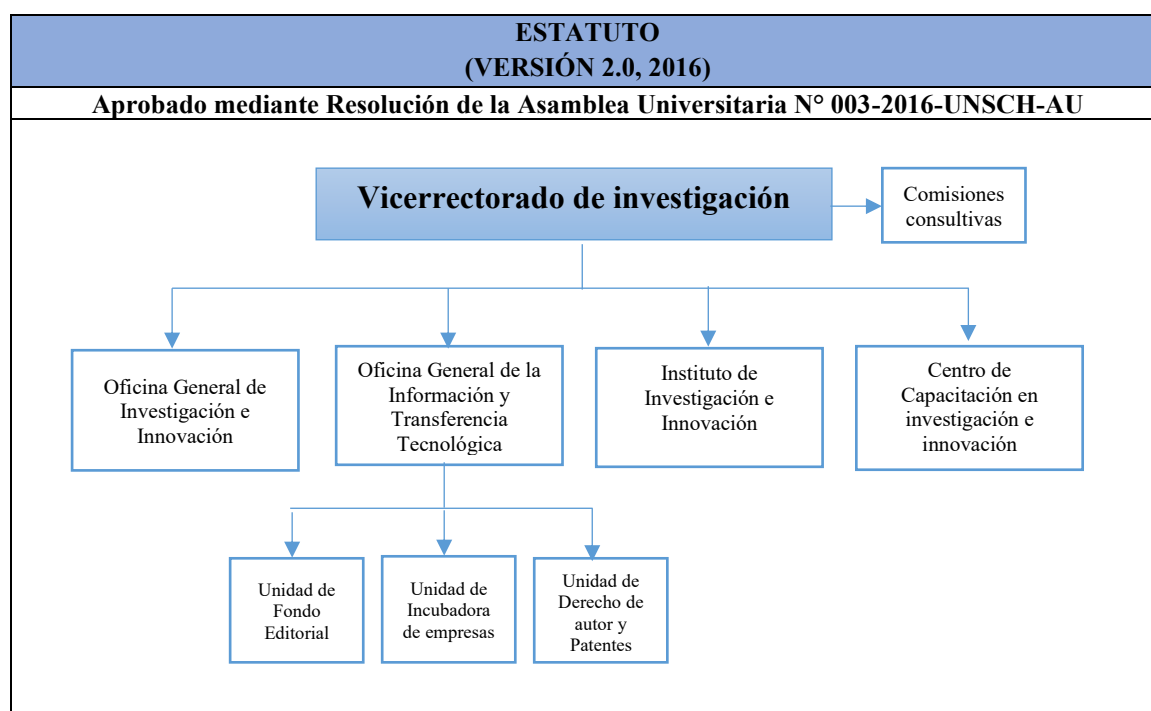 ESTATUTO
(VERSIÓN 2.0, 2016)
Aprobado mediante Resolución de la Asamblea Universitaria N° 003-2016-UNSCH-AU
Vicerrectorado de investigación
Comisiones
consultivas
Oficina General de
Investigación e
Innovación
Oficina General de la
Información y
Transferencia
Tecnológica
Instituto de
Investigación e
Innovación
Centro de
Capacitación en
investigación e
innovación
Unidad de
Fondo
Editorial
Unidad de
Incubadora
de empresas
Unidad de
Derecho de
autor y
Patentes